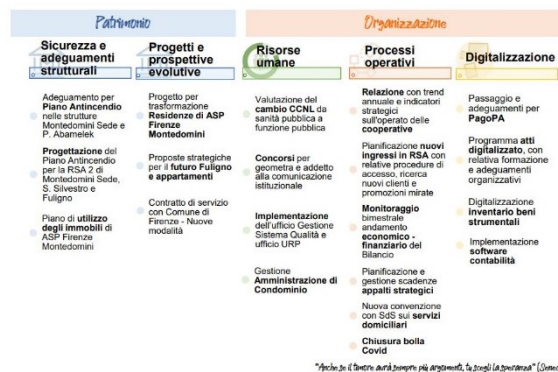 Patrimonio
Organizzazione
Sicurezza e
adeguamenti
strutturali
Adeguamento per
Piano Antincendio
nelle strutture
Montedomini Sede e
P. Abamelek
Progettazione del
Piano Antincendio
per la RSA 2 di
Montedomini Sede,
S. Silvestro e
Fuligno
Piano di utilizzo
degli immobili di
ASP Firenze
Montedomini
Progetti e
prospettive
evolutive
Progetto per
trasformazione
Residenze di ASP
Firenze
Montedomini
Proposte strategiche
per il futuro Fuligno
e appartamenti
Contratto di servizio
con Comune di
Firenze - Nuove
modalità
Risorse
umane
Valutazione del
cambio CCNL da
sanità pubblica a
funzione pubblica
Concorsi per
geometra e addetto
alla comunicazione
istituzionale
Implementazione
dell'ufficio Gestione
Sistema Qualità e
ufficio URP
Gestione
Amministrazione di
Condominio
Processi
operativi
Relazione con trend
annuale e indicatori
strategici
sull'operato delle
cooperative
Pianificazione nuovi
ingressi in RSA con
relative procedure di
accesso, ricerca
nuovi clienti e
promozioni mirate
Monitoraggio
bimestrale
andamento
economico -
finanziario del
Bilancio
Pianificazione e
gestione scadenze
appalti strategici
Nuova convenzione
con SdS sui servizi
domiciliari
Chiusura bolla
Covid
Digitalizzazione
Passaggio e
adeguamenti per
PagoPA
Programma atti
digitalizzato, con
relativa formazione
e adeguamenti
organizzativi
Digitalizzazione
inventario beni
strumentali
Implementazione
software
contabilità
"Anche se il timore avrà sempre più argomenti, tu scegli la speranza" (Seneca